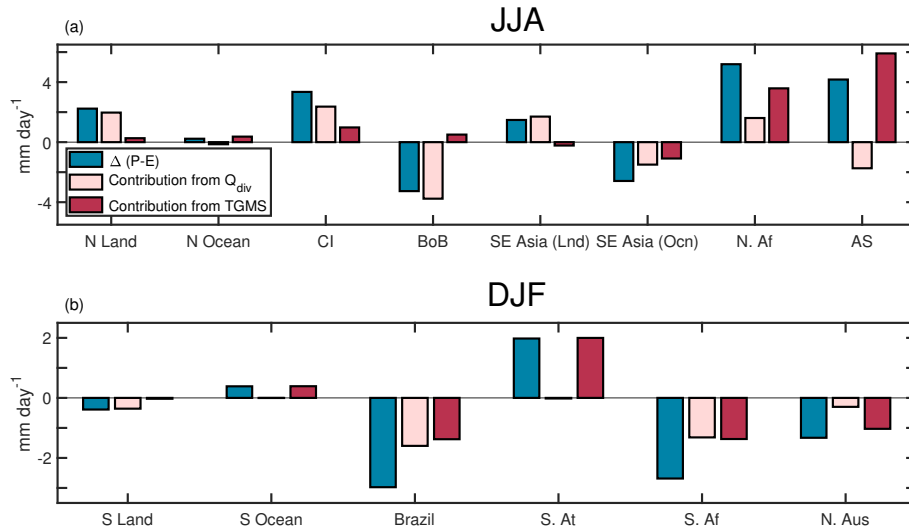 (a)
JJA
mm day⁻¹
4
0
-4
Δ (P-E)
Contribution from Q_div
Contribution from TGMS
N Land N Ocean CI BoB SE Asia (Lnd) SE Asia (Ocn) N. Af AS
(b)
DJF
mm day⁻¹
2
0
-2
S Land S Ocean Brazil S. At S. Af N. Aus